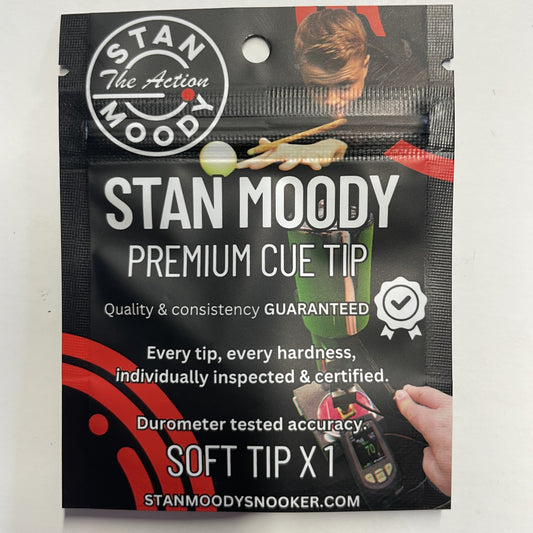 STAN
The Action
MOODY
STAN MOODY
PREMIUM CUE TIP
Quality & consistency GUARANTEED
Every tip, every hardness,
individually inspected & certified.
Durometer tested accuracy.
70
SOFT TIP X 1
STANMOODYSNOOKER.COM